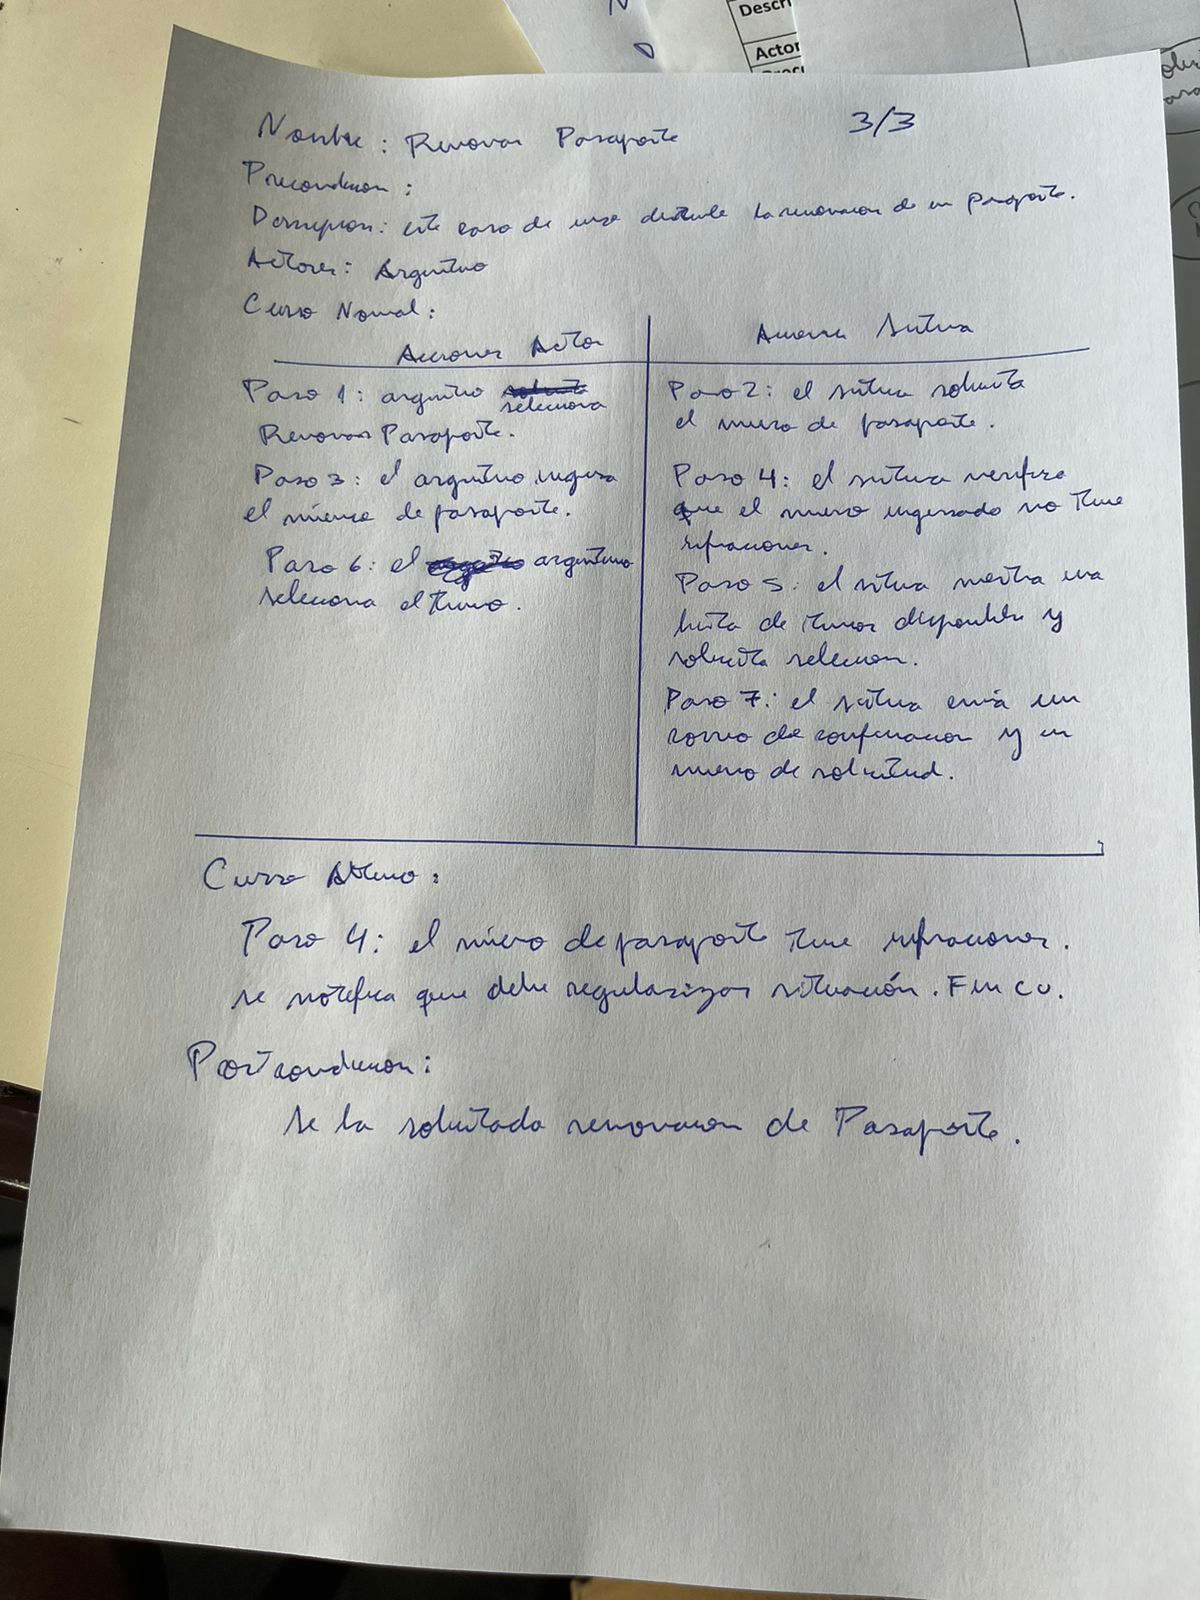 Descri
Actor
Nombre: Renovar Pasaporte 3/3
Precondicion:
Descripcion: este caso de uso describe la renovacion de un pasaporte.
Actores: Argentino
Curso Normal:
Acciones Actor
Acciones Sistema
Paso 1: argentino selecciona
Renovar Pasaporte.
Paso 3: el argentino ingresa
el número de pasaporte.
Paso 6: el argentino
selecciona el turno.
Paso 2: el sistema solicita
el numero de pasaporte.
Paso 4: el sistema verifica
que el numero ingresado no tiene
infracciones.
Paso 5: el sistema muestra una
lista de turnos disponibles y
solicita seleccion.
Paso 7: el sistema envía un
correo de confirmacion y un
numero de solicitud.
Curso Alterno:
Paso 4: el número de pasaporte tiene infracciones.
se notifica que debe regularizar situación. Fin CU.
Postcondicion:
se ha solicitado renovacion de Pasaporte.